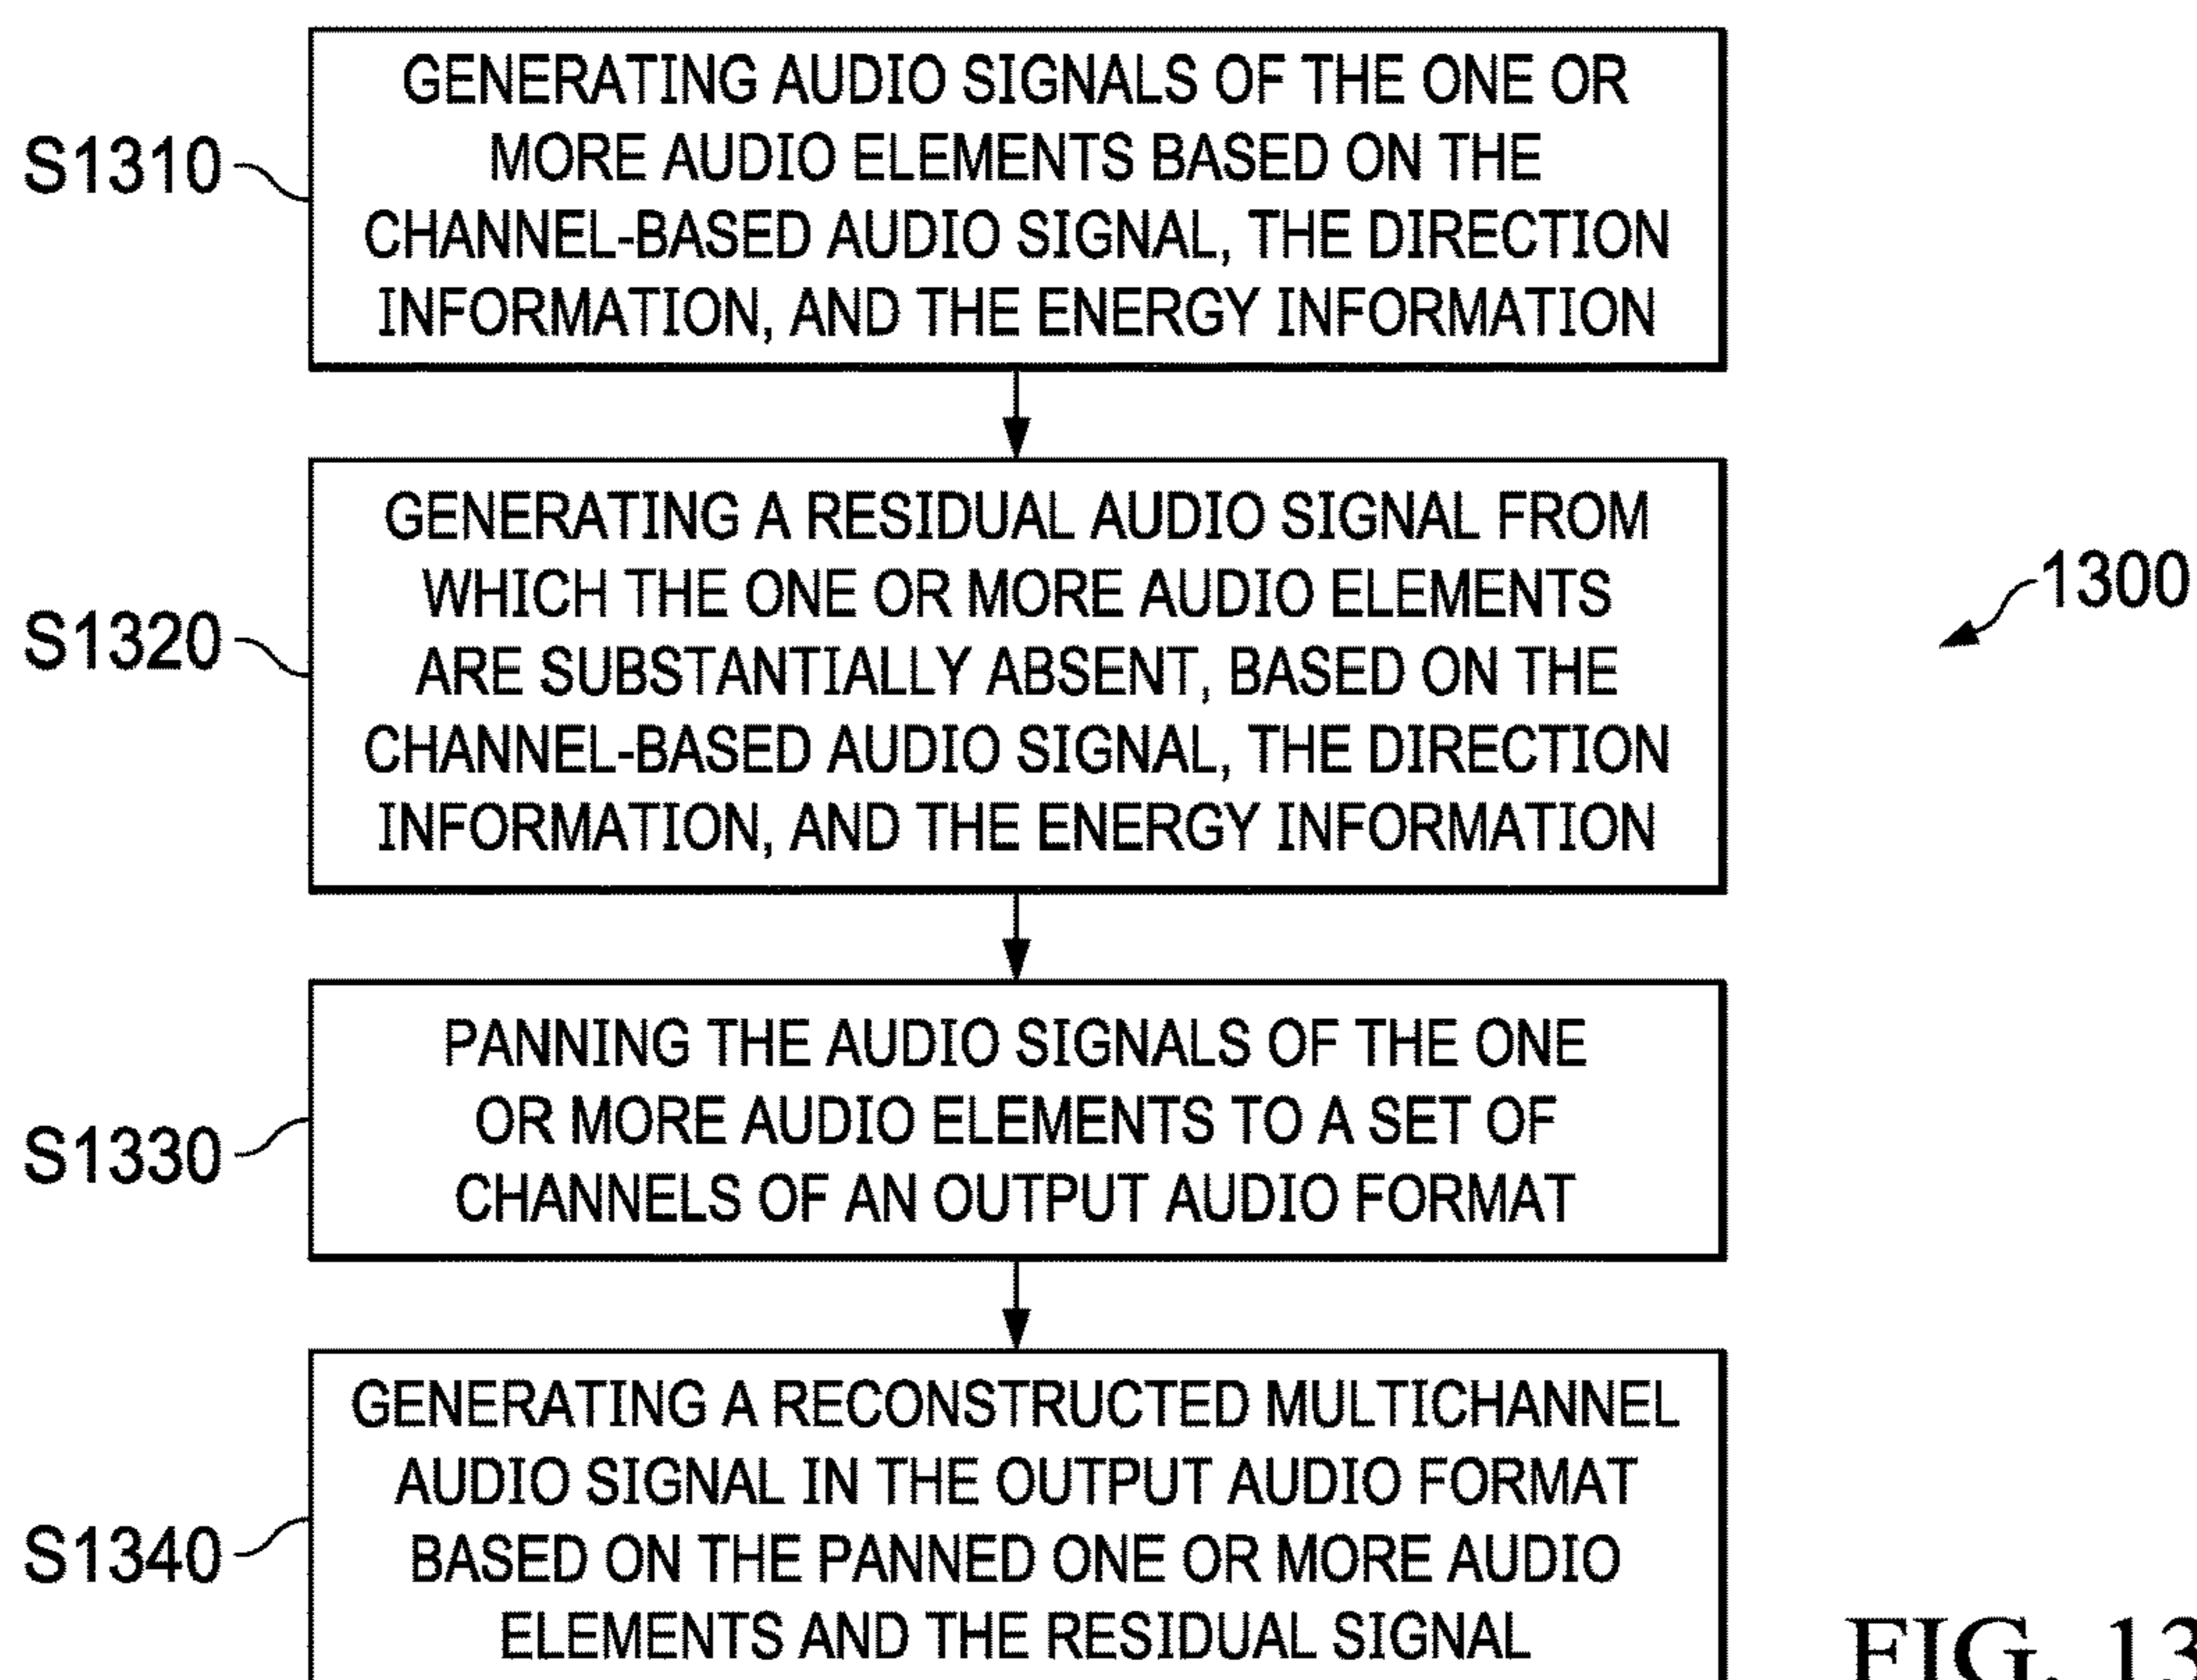 S1310
GENERATING AUDIO SIGNALS OF THE ONE OR
MORE AUDIO ELEMENTS BASED ON THE
CHANNEL-BASED AUDIO SIGNAL, THE DIRECTION
INFORMATION, AND THE ENERGY INFORMATION
S1320
GENERATING A RESIDUAL AUDIO SIGNAL FROM
WHICH THE ONE OR MORE AUDIO ELEMENTS
ARE SUBSTANTIALLY ABSENT, BASED ON THE
CHANNEL-BASED AUDIO SIGNAL, THE DIRECTION
INFORMATION, AND THE ENERGY INFORMATION
1300
S1330
PANNING THE AUDIO SIGNALS OF THE ONE
OR MORE AUDIO ELEMENTS TO A SET OF
CHANNELS OF AN OUTPUT AUDIO FORMAT
S1340
GENERATING A RECONSTRUCTED MULTICHANNEL
AUDIO SIGNAL IN THE OUTPUT AUDIO FORMAT
BASED ON THE PANNED ONE OR MORE AUDIO
ELEMENTS AND THE RESIDUAL SIGNAL
FIG. 13